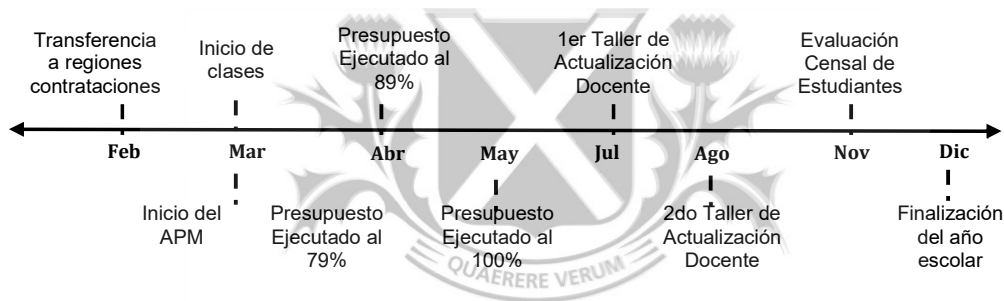 Transferencia
a regiones
contrataciones
Inicio de
clases
Presupuesto
Ejecutado al
89%
1er Taller de
Actualización
Docente
Evaluación
Censal de
Estudiantes
Feb
Mar
Abr
May
Jul
Ago
Nov
Dic
Inicio del
APM
Presupuesto
Ejecutado al
79%
Presupuesto
Ejecutado al
100%
2do Taller de
Actualización
Docente
Finalización
del año
escolar
QUAERERE VERUM